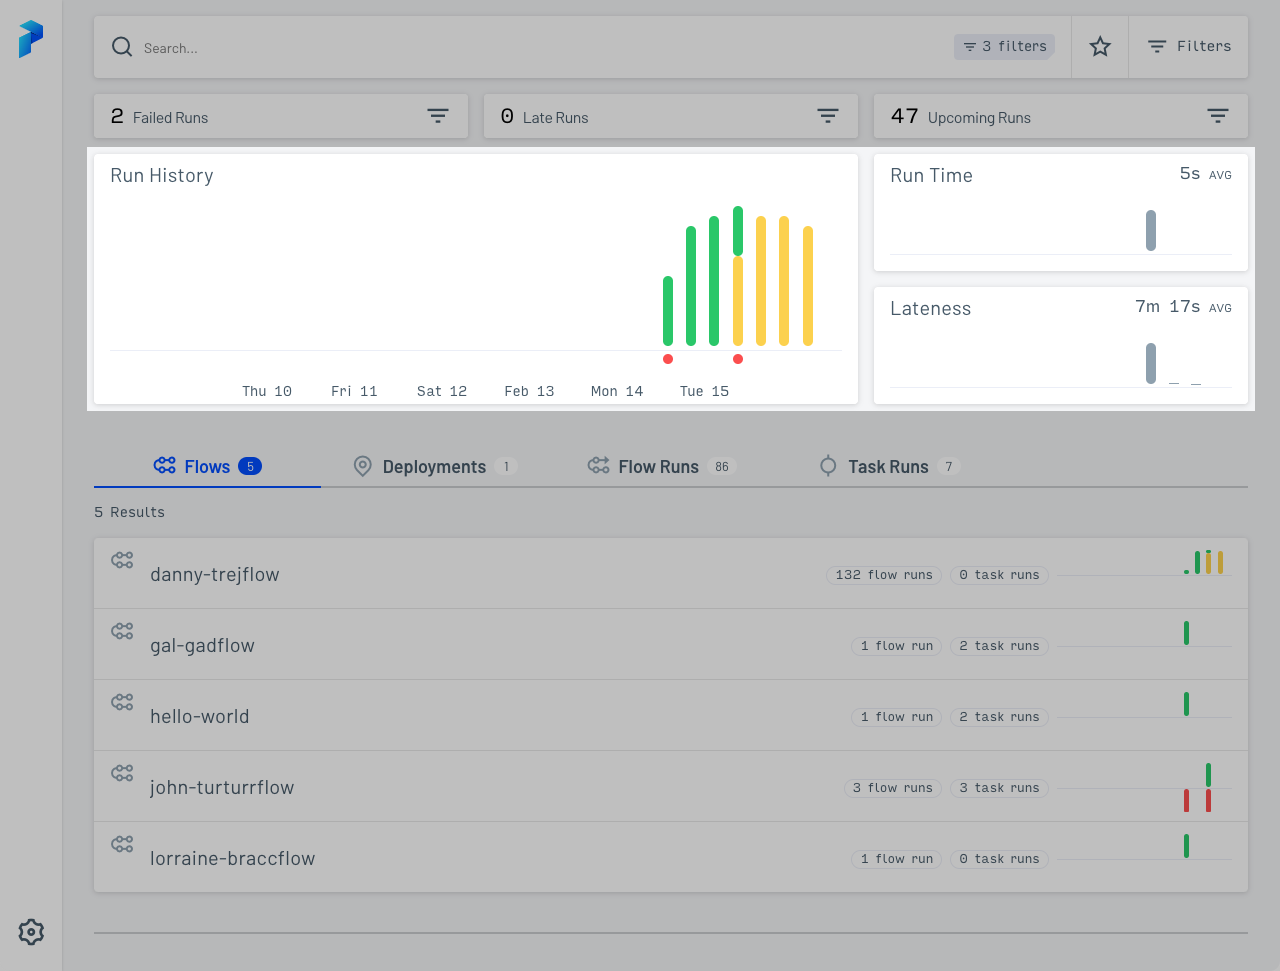 Search...
3 filters
Filters
2 Failed Runs
0 Late Runs
47 Upcoming Runs
Run History
Thu 10 Fri 11 Sat 12 Feb 13 Mon 14 Tue 15
Run Time 5s AVG
Lateness 7m 17s AVG
Flows 5 Deployments 1 Flow Runs 86 Task Runs 7
5 Results
danny-trejflow 132 flow runs 0 task runs
gal-gadflow 1 flow run 2 task runs
hello-world 1 flow run 2 task runs
john-turturrflow 3 flow runs 3 task runs
lorraine-braccflow 1 flow run 0 task runs